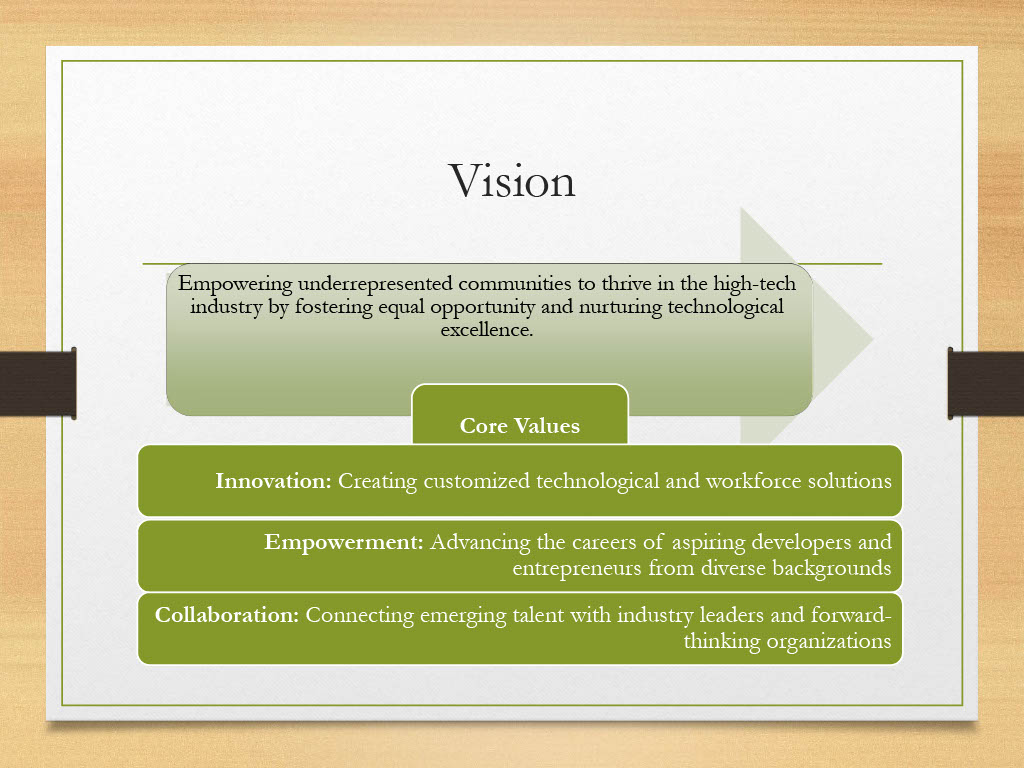 Vision
Empowering underrepresented communities to thrive in the high-tech
industry by fostering equal opportunity and nurturing technological
excellence.
Core Values
Innovation: Creating customized technological and workforce solutions
Empowerment: Advancing the careers of aspiring developers and
entrepreneurs from diverse backgrounds
Collaboration: Connecting emerging talent with industry leaders and forward-
thinking organizations